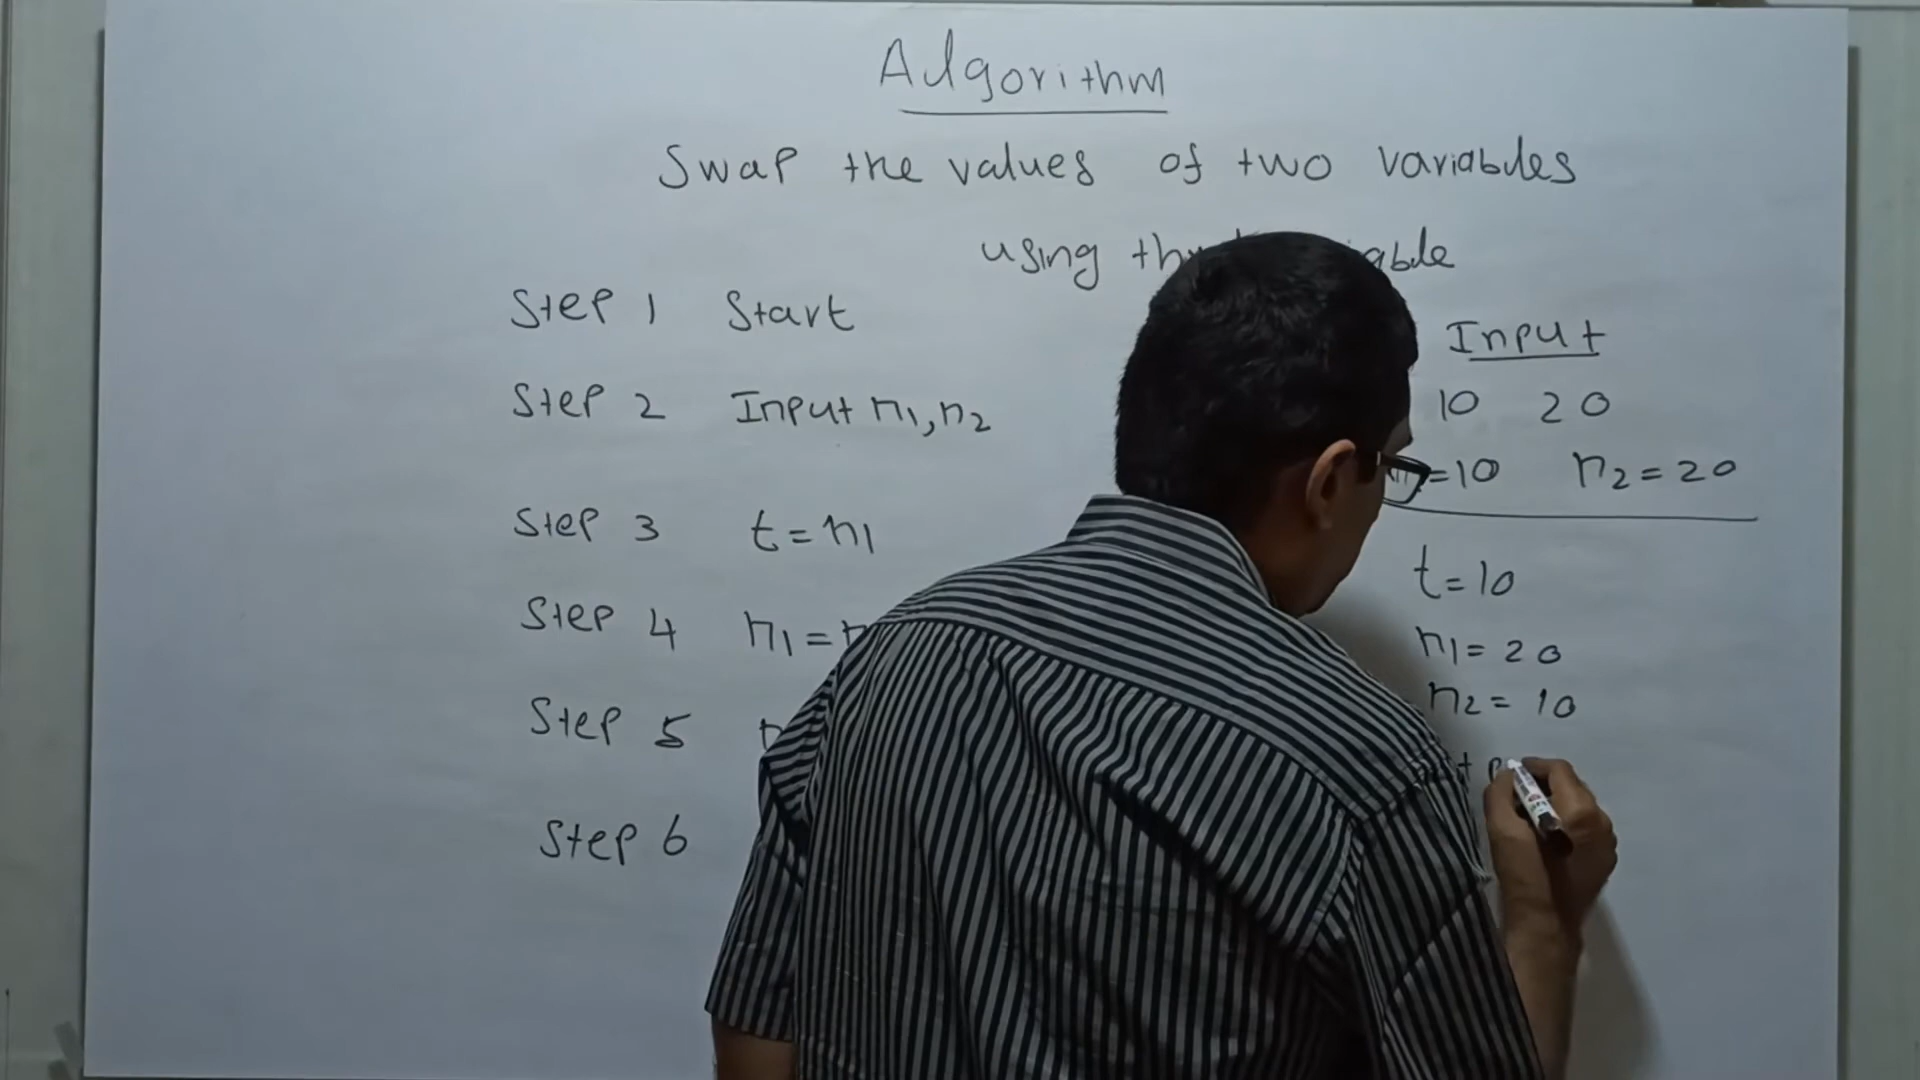 Algorithm
Swap the values of two variables
using
Step 1 Start
Step 2 Input n1, n2
Step 3 t = n1
Step 4 n1 =
Step 5
Step 6
Input
10 20
=10 n2 = 20
t = 10
n1 = 20
n2 = 10